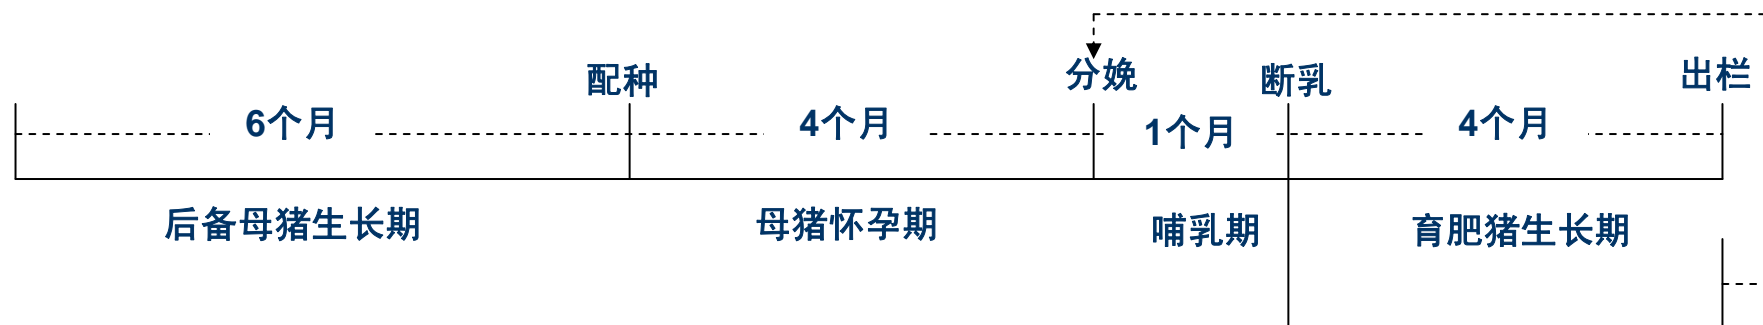 配种
分娩
断乳
出栏
6个月
4个月
1个月
4个月
后备母猪生长期
母猪怀孕期
哺乳期
育肥猪生长期